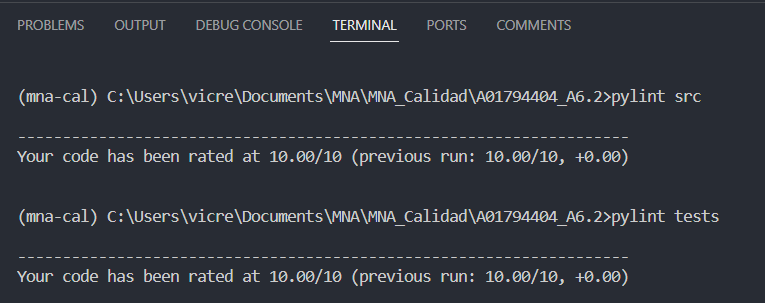 PROBLEMS OUTPUT DEBUG CONSOLE TERMINAL PORTS COMMENTS
(mna-cal) C:\Users\vicre\Documents\MNA\MNA_Calidad\A01794404_A6.2>pylint src
--------------------------------------------------------------------
Your code has been rated at 10.00/10 (previous run: 10.00/10, +0.00)
(mna-cal) C:\Users\vicre\Documents\MNA\MNA_Calidad\A01794404_A6.2>pylint tests
--------------------------------------------------------------------
Your code has been rated at 10.00/10 (previous run: 10.00/10, +0.00)